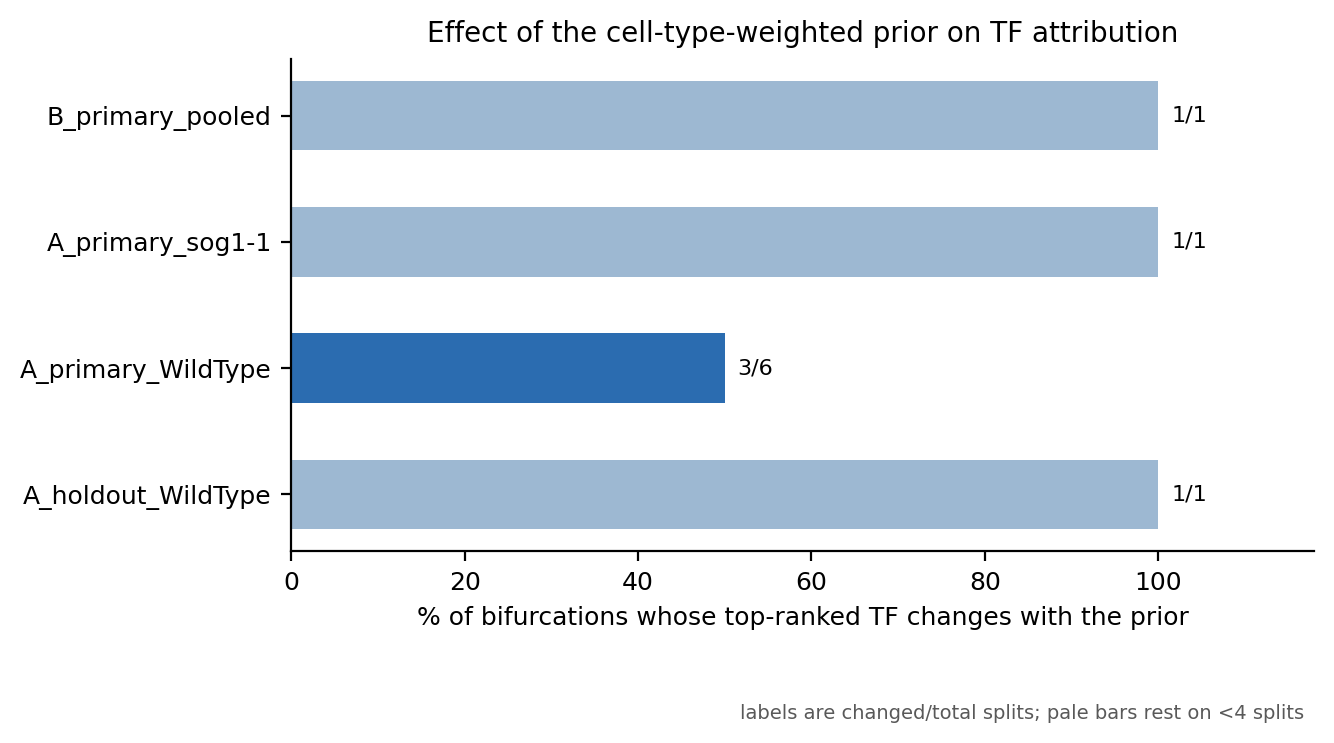 Effect of the cell-type-weighted prior on TF attribution
B_primary_pooled
1/1
A_primary_sog1-1
1/1
A_primary_WildType
3/6
A_holdout_WildType
1/1
0 20 40 60 80 100
% of bifurcations whose top-ranked TF changes with the prior
labels are changed/total splits; pale bars rest on <4 splits